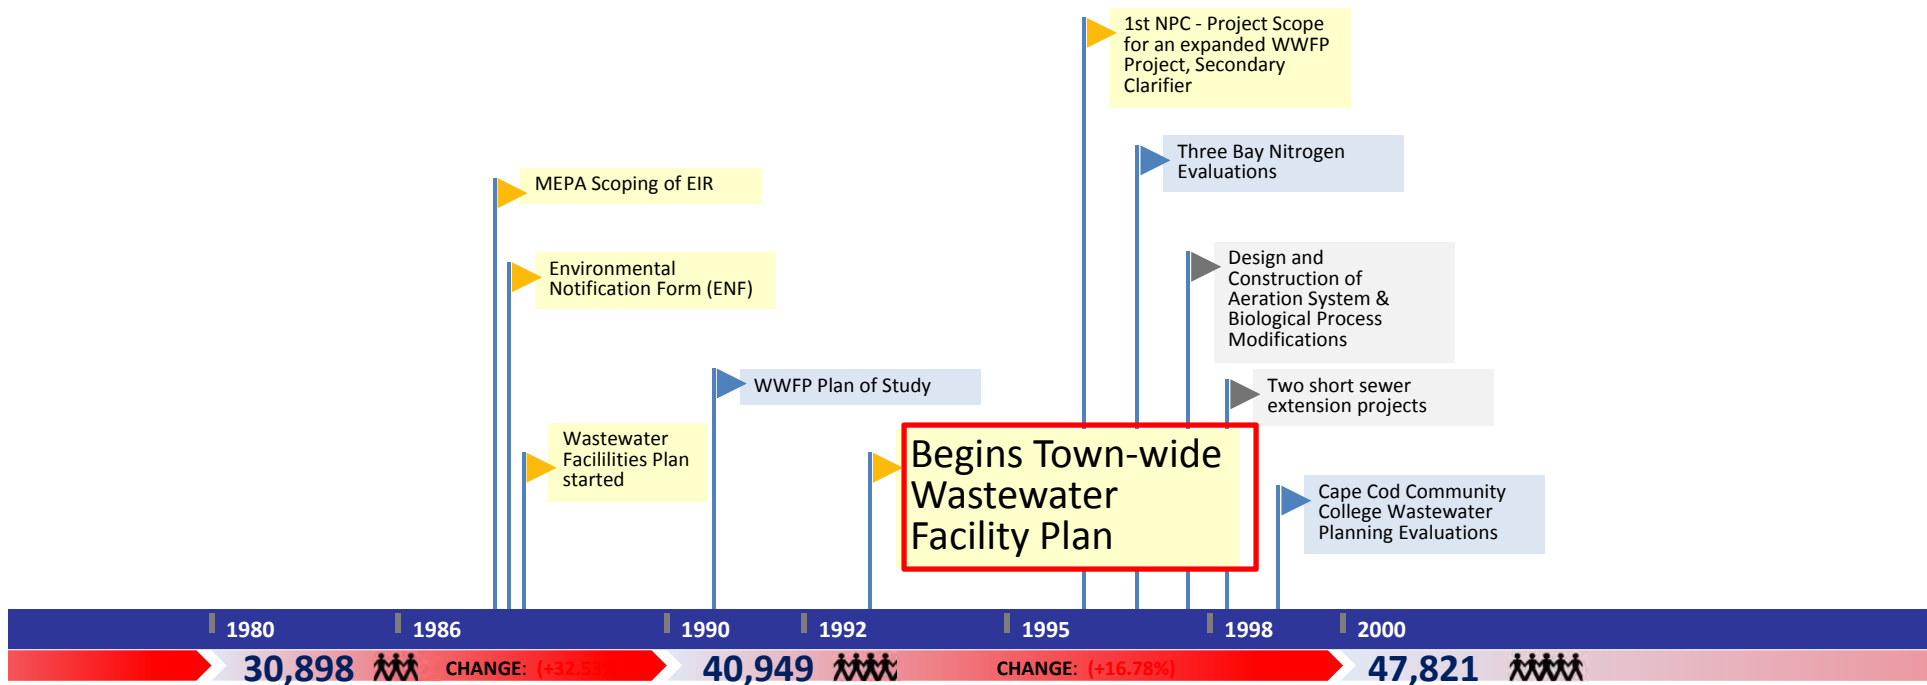 1st NPC - Project Scope
for an expanded WWFP
Project, Secondary
Clarifier
Three Bay Nitrogen
Evaluations
MEPA Scoping of EIR
Environmental
Notification Form (ENF)
Design and
Construction of
Aeration System &
Biological Process
Modifications
WWFP Plan of Study
Two short sewer
extension projects
Wastewater
Facililities Plan
started
Begins Town-wide
Wastewater
Facility Plan
Cape Cod Community
College Wastewater
Planning Evaluations
1980 1986 1990 1992 1995 1998 2000
30,898 CHANGE: (+32.53 40,949 CHANGE: (+16.78%) 47,821